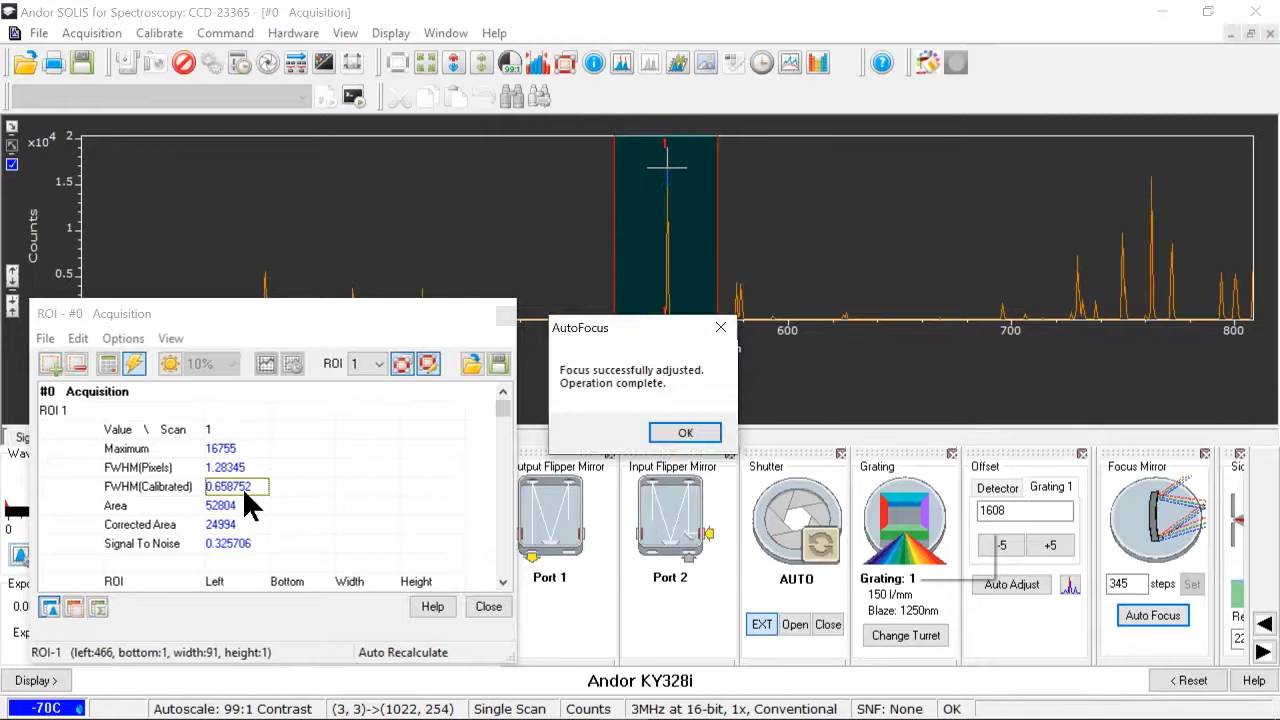 Andor SOLIS for Spectroscopy: CCD-23365 - [#0 Acquisition]
File Acquisition Calibrate Command Hardware View Display Window Help
99:1
x10⁴ 2
1.5
1
0.5
Counts
1
600 700 800
ROI - #0 Acquisition
File Edit Options View
10% ROI 1
#0 Acquisition
ROI 1
Value \ Scan 1
Maximum 16755
FWHM(Pixels) 1.28345
FWHM(Calibrated) 0.658752
Area 52804
Corrected Area 24994
Signal To Noise 0.325706
ROI Left Bottom Width Height
Help Close
ROI-1 (left:466, bottom:1, width:91, height:1) Auto Recalculate
AutoFocus
Focus successfully adjusted.
Operation complete.
OK
Output Flipper Mirror
Port 1
Input Flipper Mirror
Port 2
Shutter
AUTO
EXT Open Close
Grating
Grating: 1
150 l/mm
Blaze: 1250nm
Change Turret
Offset
Detector Grating 1
1608
-5 +5
Auto Adjust
Focus Mirror
345 steps Set
Auto Focus
Display >
Andor KY328i
< Reset Help
-70C Autoscale: 99:1 Contrast (3, 3)->(1022, 254) Single Scan Counts 3MHz at 16-bit, 1x, Conventional SNF: None OK